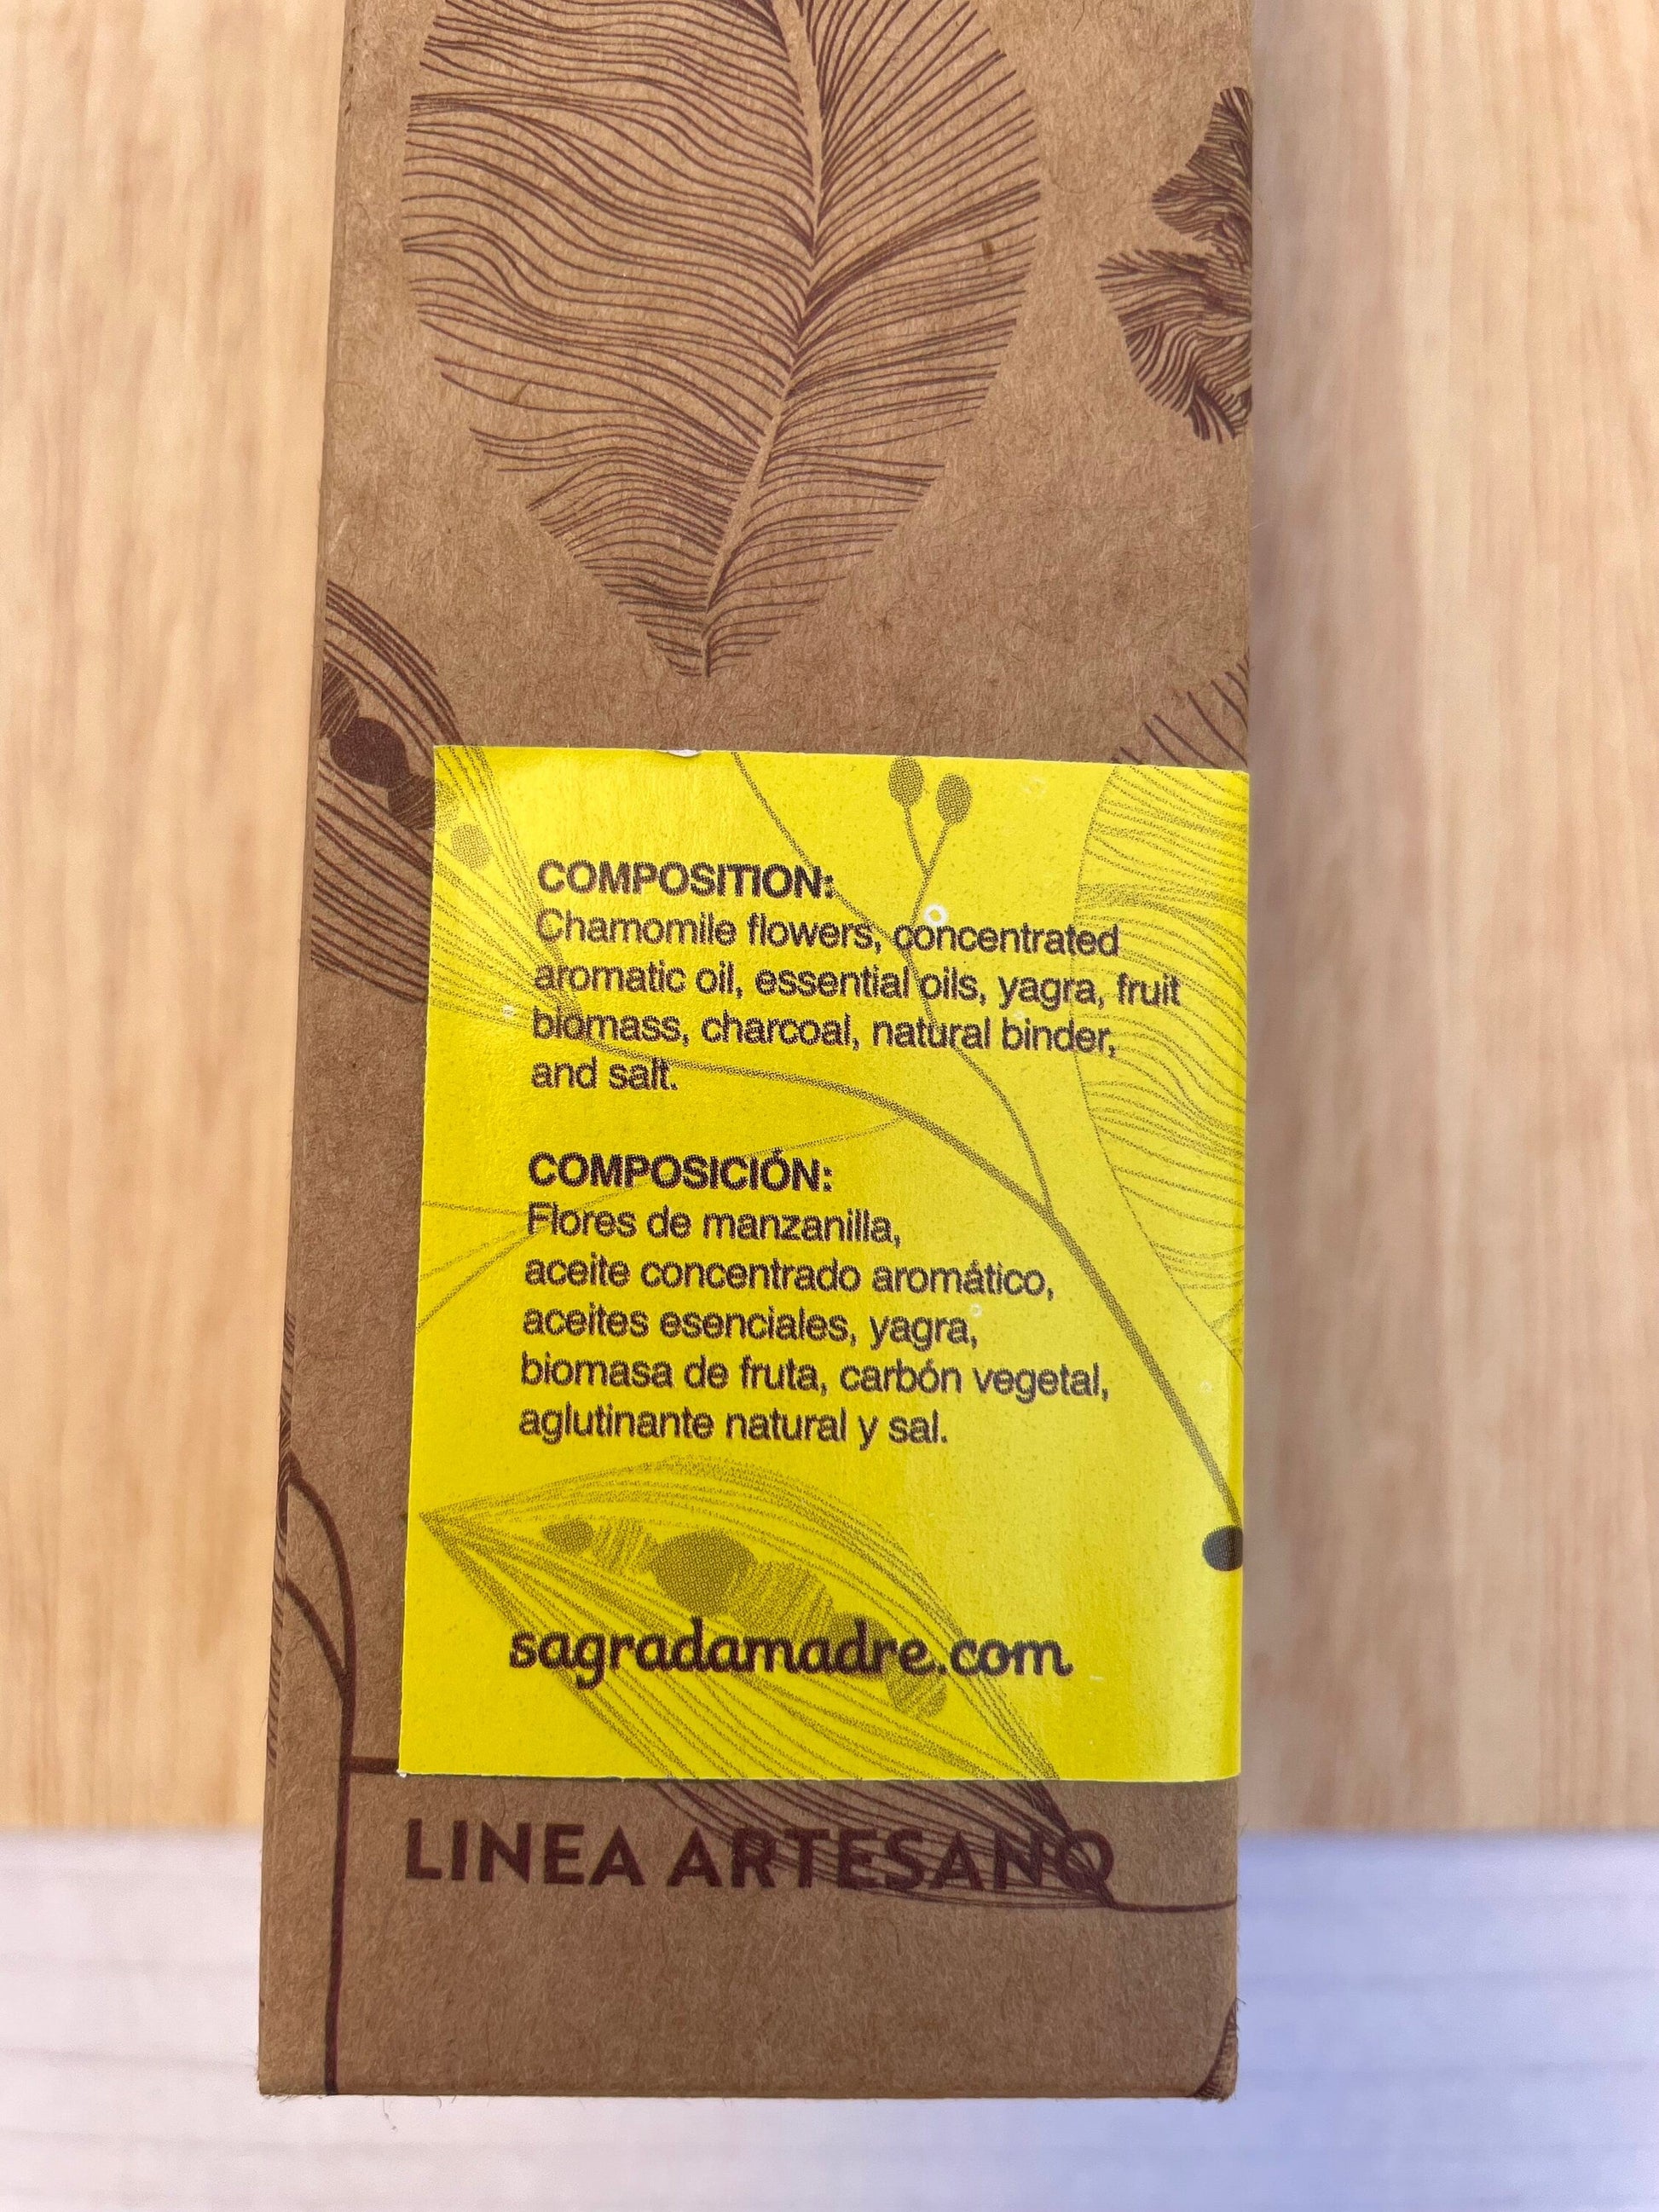 COMPOSITION:
Chamomile flowers, concentrated
aromatic oil, essential oils, yagra, fruit
biomass, charcoal, natural binder,
and salt.
COMPOSICIÓN:
Flores de manzanilla,
aceite concentrado aromático,
aceites esenciales, yagra,
biomasa de fruta, carbón vegetal,
aglutinante natural y sal.
sagradamadre.com
LINEA ARTESANO